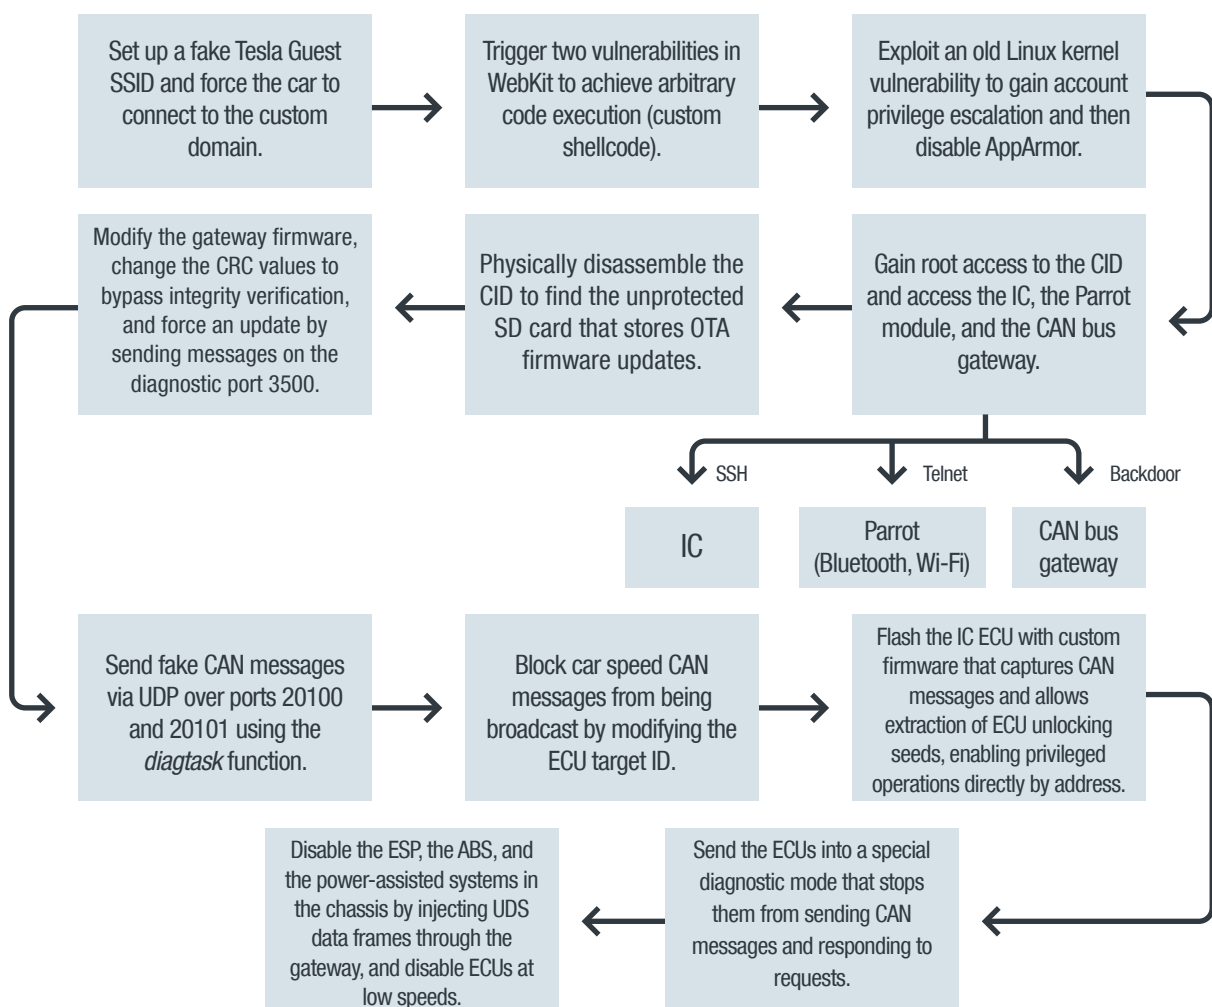 Set up a fake Tesla Guest
SSID and force the car to
connect to the custom
domain.
Trigger two vulnerabilities in
WebKit to achieve arbitrary
code execution (custom
shellcode).
Exploit an old Linux kernel
vulnerability to gain account
privilege escalation and then
disable AppArmor.
Gain root access to the CID
and access the IC, the Parrot
module, and the CAN bus
gateway.
Physically disassemble the
CID to find the unprotected
SD card that stores OTA
firmware updates.
Modify the gateway firmware,
change the CRC values to
bypass integrity verification,
and force an update by
sending messages on the
diagnostic port 3500.
SSH
Telnet
Backdoor
IC
Parrot
(Bluetooth, Wi-Fi)
CAN bus
gateway
Send fake CAN messages
via UDP over ports 20100
and 20101 using the
diagtask function.
Block car speed CAN
messages from being
broadcast by modifying the
ECU target ID.
Flash the IC ECU with custom
firmware that captures CAN
messages and allows
extraction of ECU unlocking
seeds, enabling privileged
operations directly by address.
Send the ECUs into a special
diagnostic mode that stops
them from sending CAN
messages and responding to
requests.
Disable the ESP, the ABS, and
the power-assisted systems in
the chassis by injecting UDS
data frames through the
gateway, and disable ECUs at
low speeds.